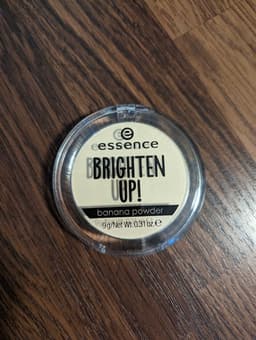 essence
BRIGHTEN
UP!
banana powder
9g/Net Wt. 0.31 oz.